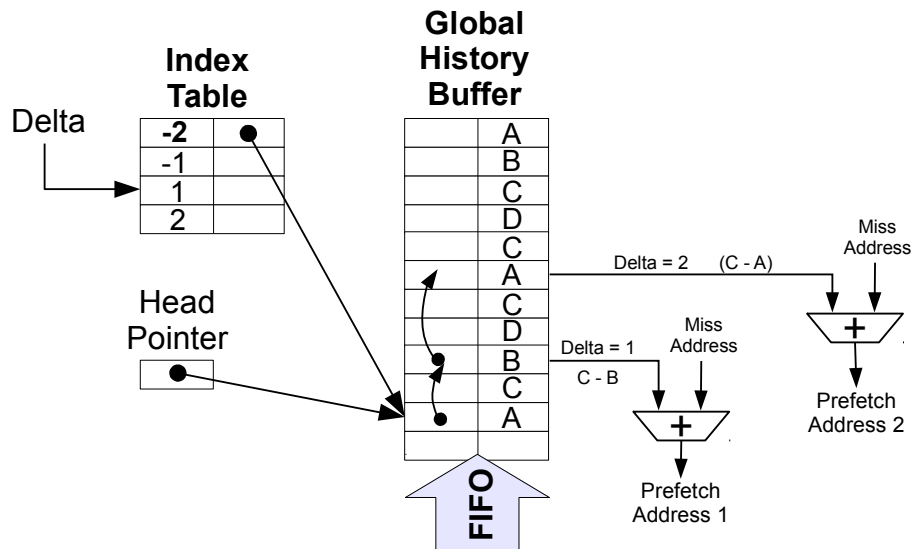 Global
History
Buffer
Index
Table
Delta
-2
-1
1
2
A
B
C
D
C
A
C
D
B
C
A
Head
Pointer
Delta = 2 (C - A)
Miss
Address
+
Prefetch
Address 2
Delta = 1
C - B
Miss
Address
+
Prefetch
Address 1
FIFO